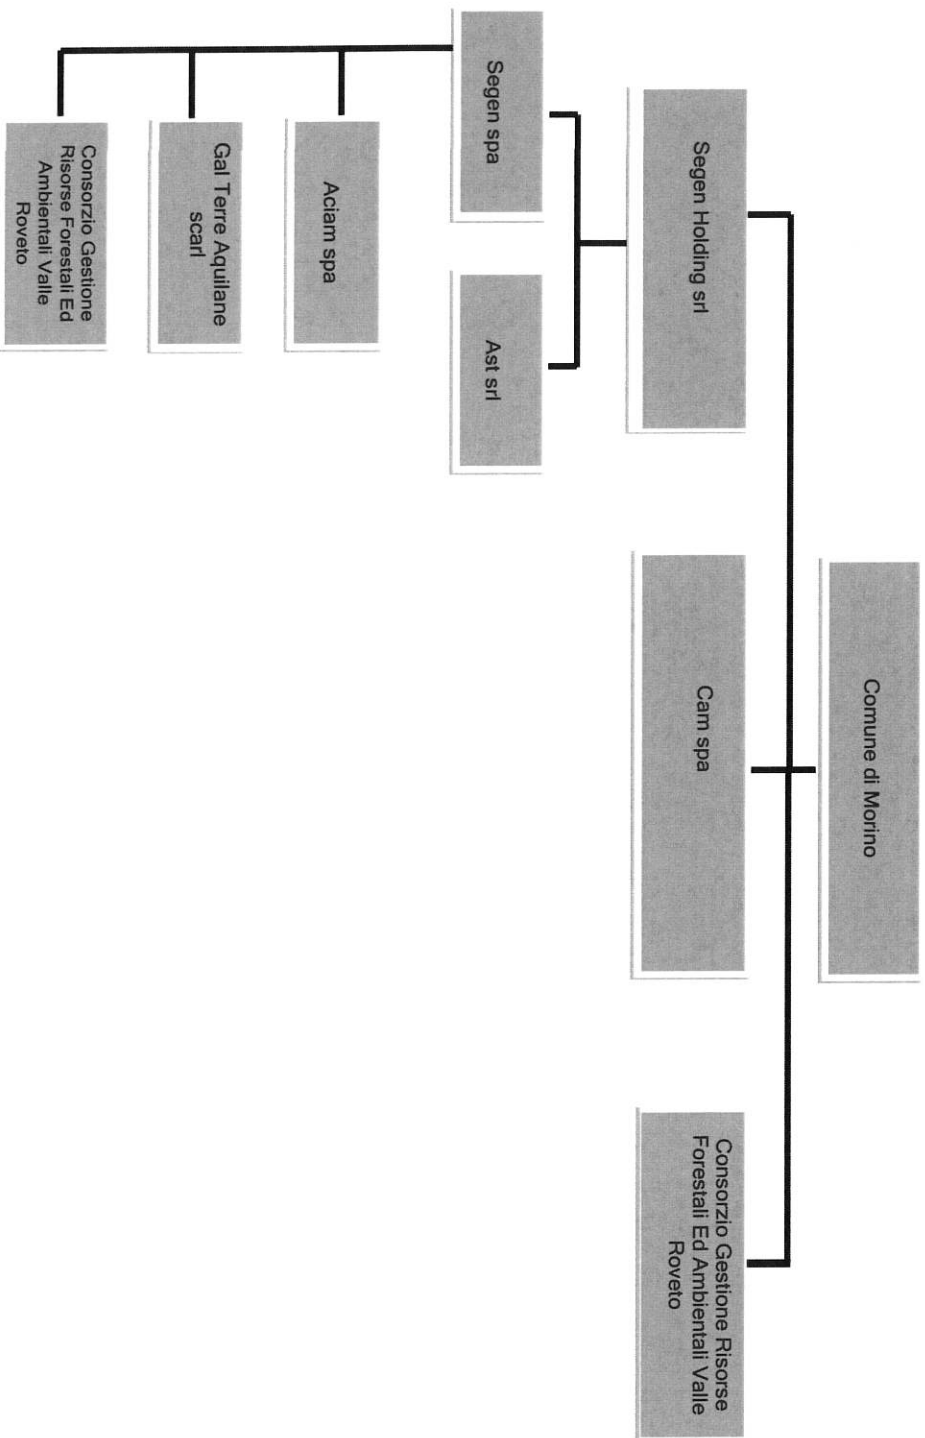 Comune di Morino
Segen Holding srl
Cam spa
Consorzio Gestione Risorse
Forestali Ed Ambientali Valle
Roveto
Segen spa
Ast srl
Aciam spa
Gal Terre Aquilane
scarl
Consorzio Gestione
Risorse Forestali Ed
Ambientali Valle
Roveto